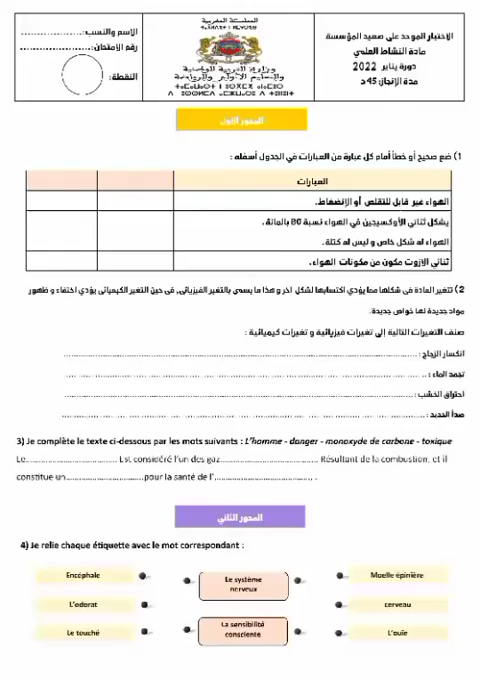 الاختبار الموحد على صعيد المؤسسة
مادة النشاط العلمي
دورة يناير 2022
مدة الإنجاز: 45 د
المملكة المغربية
وزارة التربية الوطنية
والتعليم الأولي والرياضة
الاسم والنسب :
رقم الامتحان:
النقطة:
المحور الأول
1) ضع صحيح أو خطأ أمام كل عبارة من العبارات في الجدول أسفله :
العبارات
الهواء غير قابل للتقلص أو الإنضغاط.
يشكل ثنائي الأوكسيجين في الهواء نسبة 80 بالمائة.
الهواء له شكل خاص و ليس له كتلة.
ثنائي الازوت مكون من مكونات الهواء.
2) تتغير المادة في شكلها مما يؤدي اكتسابها لشكل اخر و هذا ما يسمى بالتغير الفيزيائي, في حين التغير الكيميائي يؤدي اختفاء و ظهور
مواد جديدة لها خواص جديدة.
صنف التغيرات التالية إلى تغيرات فيزيائية و تغيرات كيميائية :
انكسار الزجاج :
تجمد الماء :
احتراق الخشب :
صدأ الحديد :
3) Je complète le texte ci-dessous par les mots suivants : L'homme - danger - monoxyde de carbone - toxique
Le................................... Est considéré l'un des gaz..................................... Résultant de la combustion, et il
constitue un..............................pour la santé de l'..................................... .
المحور الثاني
4) Je relie chaque étiquette avec le mot correspondant :
Encéphale
Le système
nerveux
Moelle épinière
L'odorat
cerveau
Le touché
La sensibilité
consciente
L'ouïe